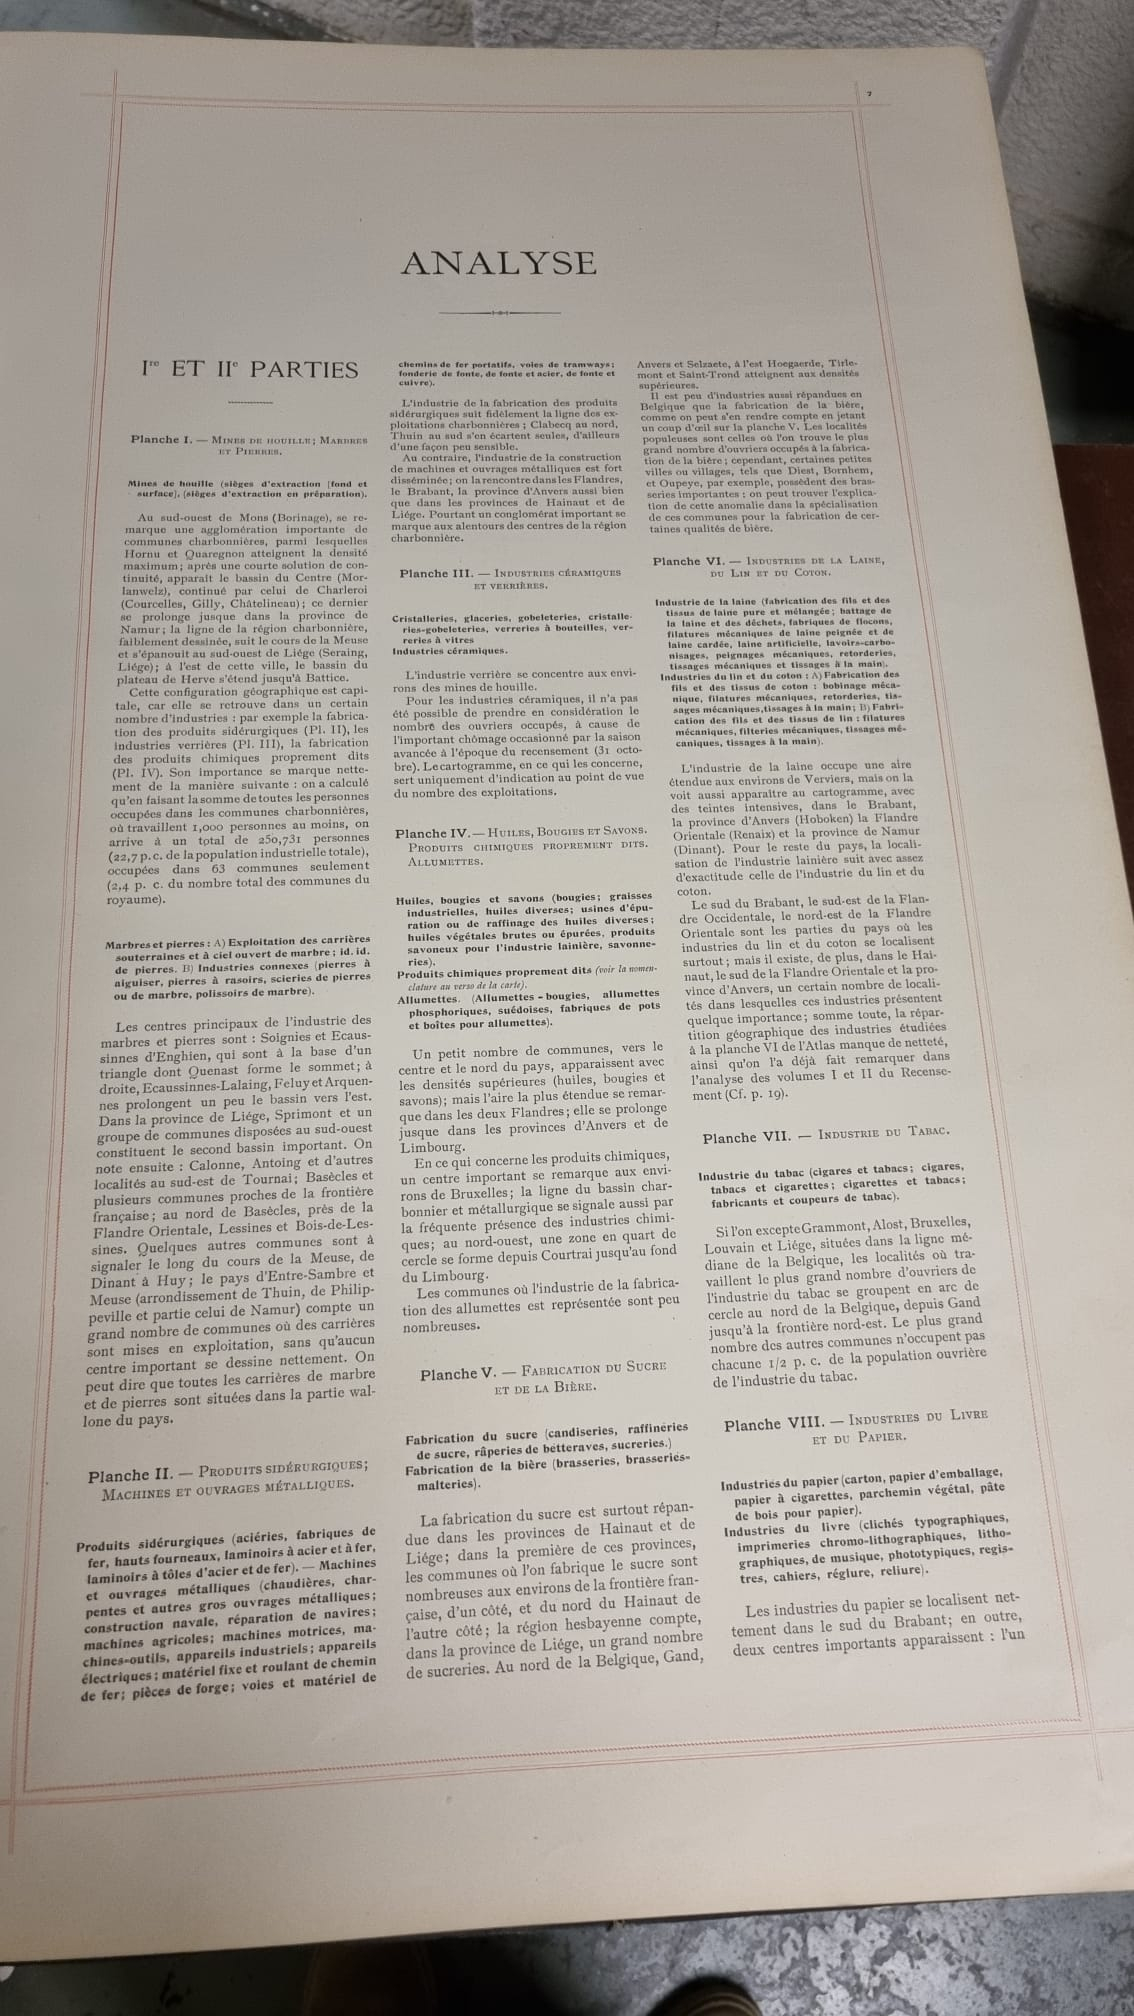 7
ANALYSE
Ire ET IIe PARTIES
Planche I. — Mines de houille; Marbres
et Pierres.
Mines de houille (sièges d'extraction [fond et
surface], (sièges d'extraction en préparation).
Au sud-ouest de Mons (Borinage), se re-
marque une agglomération importante de
communes charbonnières, parmi lesquelles
Hornu et Quaregnon atteignent la densité
maximum; après une courte solution de con-
tinuité, apparaît le bassin du Centre (Mor-
lanwelz), continué par celui de Charleroi
(Courcelles, Gilly, Châtelineau); ce dernier
se prolonge jusque dans la province de
Namur; la ligne de la région charbonnière,
faiblement dessinée, suit le cours de la Meuse
et s'épanouit au sud-ouest de Liége (Seraing,
Liége); à l'est de cette ville, le bassin du
plateau de Herve s'étend jusqu'à Battice.
Cette configuration géographique est capi-
tale, car elle se retrouve dans un certain
nombre d'industries : par exemple la fabrica-
tion des produits sidérurgiques (Pl. II), les
industries verrières (Pl. III), la fabrication
des produits chimiques proprement dits
(Pl. IV). Son importance se marque nette-
ment de la manière suivante : on a calculé
qu'en faisant la somme de toutes les personnes
occupées dans les communes charbonnières,
où travaillent 1,000 personnes au moins, on
arrive à un total de 250,731 personnes
(22,7 p. c. de la population industrielle totale),
occupées dans 63 communes seulement
(2,4 p. c. du nombre total des communes du
royaume).
Marbres et pierres : A) Exploitation des carrières
souterraines et à ciel ouvert de marbre; id. id.
de pierres. B) Industries connexes (pierres à
aiguiser, pierres à rasoirs, scieries de pierres
ou de marbre, polissoirs de marbre).
Les centres principaux de l'industrie des
marbres et pierres sont : Soignies et Ecaus-
sinnes d'Enghien, qui sont à la base d'un
triangle dont Quenast forme le sommet; à
droite, Ecaussinnes-Lalaing, Feluy et Arquen-
nes prolongent un peu le bassin vers l'est.
Dans la province de Liége, Sprimont et un
groupe de communes disposées au sud-ouest
constituent le second bassin important. On
note ensuite : Calonne, Antoing et d'autres
localités au sud-est de Tournai; Basècles et
plusieurs communes proches de la frontière
française; au nord de Basècles, près de la
Flandre Orientale, Lessines et Bois-de-Les-
sines. Quelques autres communes sont à
signaler le long du cours de la Meuse, de
Dinant à Huy; le pays d'Entre-Sambre et
Meuse (arrondissement de Thuin, de Philip-
peville et partie celui de Namur) compte un
grand nombre de communes où des carrières
sont mises en exploitation, sans qu'aucun
centre important se dessine nettement. On
peut dire que toutes les carrières de marbre
et de pierres sont situées dans la partie wal-
lone du pays.
Planche II. — Produits sidérurgiques;
Machines et ouvrages métalliques.
Produits sidérurgiques (aciéries, fabriques de
fer, hauts fourneaux, laminoirs à acier et à fer,
laminoirs à tôles d'acier et de fer). — Machines
et ouvrages métalliques (chaudières, char-
pentes et autres gros ouvrages métalliques;
construction navale, réparation de navires;
machines agricoles; machines motrices, ma-
chines-outils, appareils industriels; appareils
électriques; matériel fixe et roulant de chemin
de fer; pièces de forge; voies et matériel de
chemins de fer portatifs, voies de tramways;
fonderie de fonte, de fonte et acier, de fonte et
cuivre).
L'industrie de la fabrication des produits
sidérurgiques suit fidèlement la ligne des ex-
ploitations charbonnières; Clabecq au nord,
Thuin au sud s'en écartent seules, d'ailleurs
d'une façon peu sensible.
Au contraire, l'industrie de la construction
de machines et ouvrages métalliques est fort
disséminée; on la rencontre dans les Flandres,
le Brabant, la province d'Anvers aussi bien
que dans les provinces de Hainaut et de
Liége. Pourtant un conglomérat important se
marque aux alentours des centres de la région
charbonnière.
Planche III. — Industries céramiques
et verrières.
Cristalleries, glaceries, gobeleteries, cristalle-
ries-gobeleteries, verreries à bouteilles, ver-
reries à vitres
Industries céramiques.
L'industrie verrière se concentre aux envi-
rons des mines de houille.
Pour les industries céramiques, il n'a pas
été possible de prendre en considération le
nombre des ouvriers occupés, à cause de
l'important chômage occasionné par la saison
avancée à l'époque du recensement (31 octo-
bre). Le cartogramme, en ce qui les concerne,
sert uniquement d'indication au point de vue
du nombre des exploitations.
Planche IV. — Huiles, Bougies et Savons.
Produits chimiques proprement dits.
Allumettes.
Huiles, bougies et savons (bougies; graisses
industrielles, huiles diverses; usines d'épu-
ration ou de raffinage des huiles diverses;
huiles végétales brutes ou épurées, produits
savoneux pour l'industrie lainière, savonne-
ries).
Produits chimiques proprement dits (voir la nomen-
clature au verso de la carte).
Allumettes. (Allumettes-bougies, allumettes
phosphoriques, suédoises, fabriques de pots
et boîtes pour allumettes).
Un petit nombre de communes, vers le
centre et le nord du pays, apparaissent avec
les densités supérieures (huiles, bougies et
savons); mais l'aire la plus étendue se remar-
que dans les deux Flandres; elle se prolonge
jusque dans les provinces d'Anvers et de
Limbourg.
En ce qui concerne les produits chimiques,
un centre important se remarque aux envi-
rons de Bruxelles; la ligne du bassin char-
bonnier et métallurgique se signale aussi par
la fréquente présence des industries chimi-
ques; au nord-ouest, une zone en quart de
cercle se forme depuis Courtrai jusqu'au fond
du Limbourg.
Les communes où l'industrie de la fabrica-
tion des allumettes est représentée sont peu
nombreuses.
Planche V. — Fabrication du Sucre
et de la Bière.
Fabrication du sucre (candiseries, raffineries
de sucre, râperies de betteraves, sucreries.)
Fabrication de la bière (brasseries, brasseries-
malteries).
La fabrication du sucre est surtout répan-
due dans les provinces de Hainaut et de
Liége; dans la première de ces provinces,
les communes où l'on fabrique le sucre sont
nombreuses aux environs de la frontière fran-
çaise, d'un côté, et du nord du Hainaut de
l'autre côté; la région hesbayenne compte,
dans la province de Liége, un grand nombre
de sucreries. Au nord de la Belgique, Gand,
Anvers et Selzaete, à l'est Hoegaerde, Tirle-
mont et Saint-Trond atteignent aux densités
supérieures.
Il est peu d'industries aussi répandues en
Belgique que la fabrication de la bière,
comme on peut s'en rendre compte en jetant
un coup d'œil sur la planche V. Les localités
populeuses sont celles où l'on trouve le plus
grand nombre d'ouvriers occupés à la fabrica-
tion de la bière; cependant, certaines petites
villes ou villages, tels que Diest, Bornhem,
et Oupeye, par exemple, possèdent des bras-
series importantes : on peut trouver l'explica-
tion de cette anomalie dans la spécialisation
de ces communes pour la fabrication de cer-
taines qualités de bière.
Planche VI. — Industries de la Laine,
du Lin et du Coton.
Industrie de la laine (fabrication des fils et des
tissus de laine pure et mélangée; battage de
la laine et des déchets, fabriques de flocons,
filatures mécaniques de laine peignée et de
laine cardée, laine artificielle, lavoirs-carbo-
nisages, peignages mécaniques, retorderies,
tissages mécaniques et tissages à la main).
Industries du lin et du coton : A) Fabrication des
fils et des tissus de coton : bobinage méca-
nique, filatures mécaniques, retorderies, tis-
sages mécaniques, tissages à la main; B) Fabri-
cation des fils et des tissus de lin : filatures
mécaniques, filteries mécaniques, tissages mé-
caniques, tissages à la main).
L'industrie de la laine occupe une aire
étendue aux environs de Verviers, mais on la
voit aussi apparaître au cartogramme, avec
des teintes intensives, dans le Brabant,
la province d'Anvers (Hoboken) la Flandre
Orientale (Renaix) et la province de Namur
(Dinant). Pour le reste du pays, la locali-
sation de l'industrie lainière suit avec assez
d'exactitude celle de l'industrie du lin et du
coton.
Le sud du Brabant, le sud-est de la Flan-
dre Occidentale, le nord-est de la Flandre
Orientale sont les parties du pays où les
industries du lin et du coton se localisent
surtout; mais il existe, de plus, dans le Hai-
naut, le sud de la Flandre Orientale et la pro-
vince d'Anvers, un certain nombre de locali-
tés dans lesquelles ces industries présentent
quelque importance; somme toute, la répar-
tition géographique des industries étudiées
à la planche VI de l'Atlas manque de netteté,
ainsi qu'on l'a déjà fait remarquer dans
l'analyse des volumes I et II du Recense-
ment (Cf. p. 19).
Planche VII. — Industrie du Tabac.
Industrie du tabac (cigares et tabacs; cigares,
tabacs et cigarettes; cigarettes et tabacs;
fabricants et coupeurs de tabac).
Si l'on excepte Grammont, Alost, Bruxelles,
Louvain et Liége, situées dans la ligne mé-
diane de la Belgique, les localités où tra-
vaillent le plus grand nombre d'ouvriers de
l'industrie du tabac se groupent en arc de
cercle au nord de la Belgique, depuis Gand
jusqu'à la frontière nord-est. Le plus grand
nombre des autres communes n'occupent pas
chacune 1/2 p. c. de la population ouvrière
de l'industrie du tabac.
Planche VIII. — Industries du Livre
et du Papier.
Industries du papier (carton, papier d'emballage,
papier à cigarettes, parchemin végétal, pâte
de bois pour papier).
Industries du livre (clichés typographiques,
imprimeries chromo-lithographiques, litho-
graphiques, de musique, phototypiques, regis-
tres, cahiers, réglure, reliure).
Les industries du papier se localisent net-
tement dans le sud du Brabant; en outre,
deux centres importants apparaissent : l'un